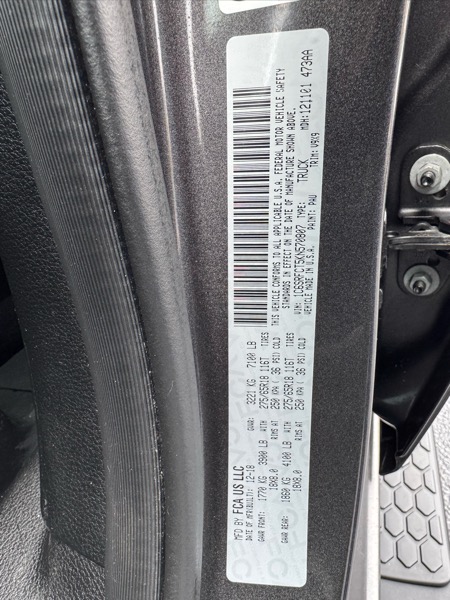 MFD BY FCA US LLC
DATE OF MFR(BUILT): 12-18 GVWR: 3221 KG 7100 LB
GAWR FRONT: 1770 KG 3900 LB WITH 275/65R18 116T TIRES
18X8.0 RIMS AT 250 KPA ( 36 PSI) COLD
GAWR REAR: 1860 KG 4100 LB WITH 275/65R18 116T TIRES
18X8.0 RIMS AT 250 KPA ( 36 PSI) COLD
THIS VEHICLE CONFORMS TO ALL APPLICABLE U.S.A. FEDERAL MOTOR VEHICLE SAFETY
STANDARDS IN EFFECT ON THE DATE OF MANUFACTURE SHOWN ABOVE.
VIN: 1C6SRFCT5KN570807 TYPE: TRUCK MDH: 121101 473AA
VEHICLE MADE IN U.S.A. PAINT: PAU TRIM: V9X9